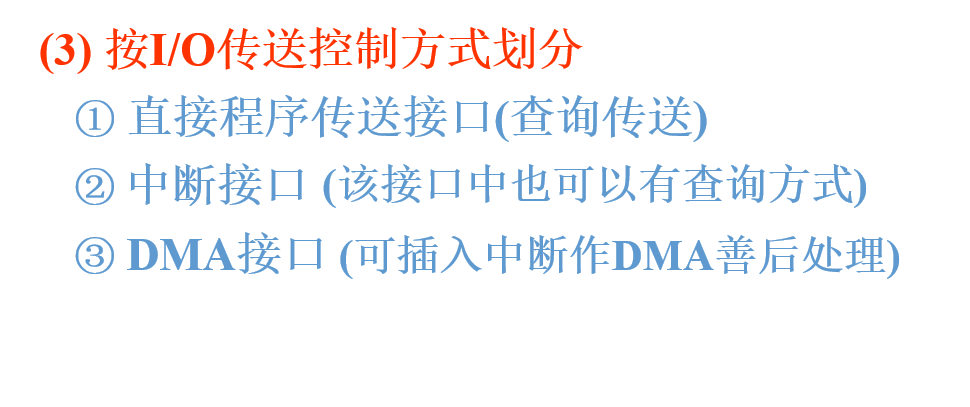 (3) 按I/O传送控制方式划分
① 直接程序传送接口(查询传送)
② 中断接口 (该接口中也可以有查询方式)
③ DMA接口 (可插入中断作DMA善后处理)